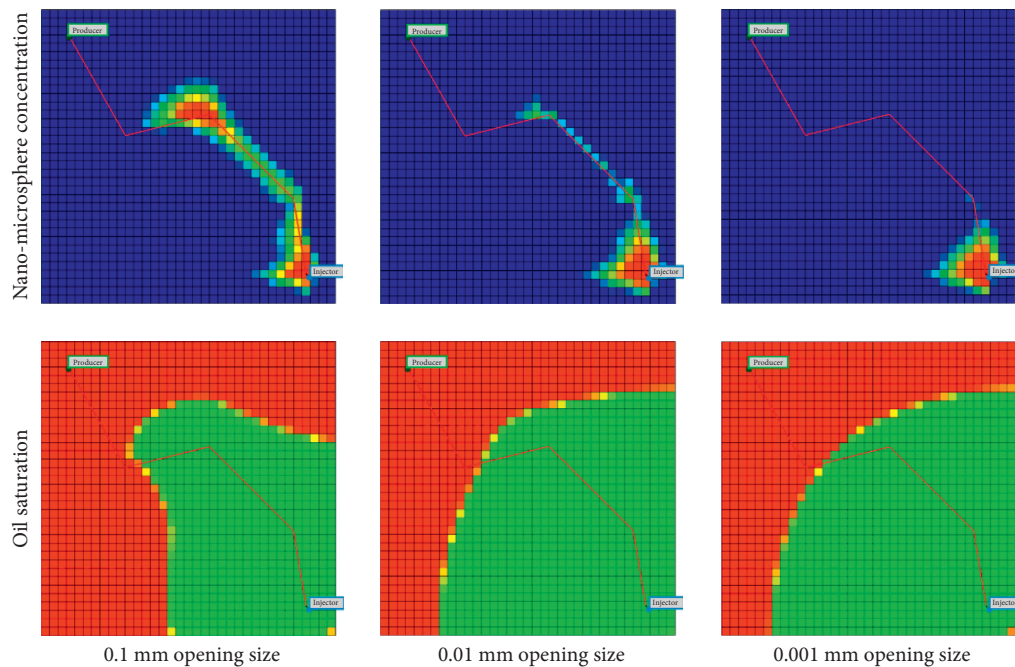 Nano-microsphere concentration
Producer
Injector
Producer
Injector
Producer
Injector
Oil saturation
Producer
Injector
Producer
Injector
Producer
Injector
0.1 mm opening size
0.01 mm opening size
0.001 mm opening size